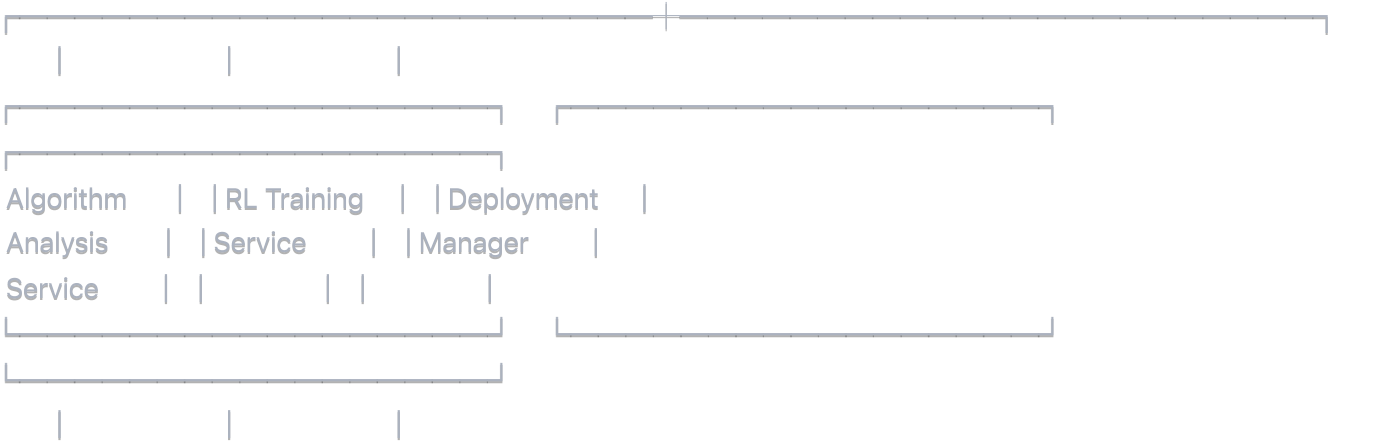 Algorithm │ │ RL Training │ │ Deployment │
Analysis │ │ Service │ │ Manager │
Service │ │ │ │ │